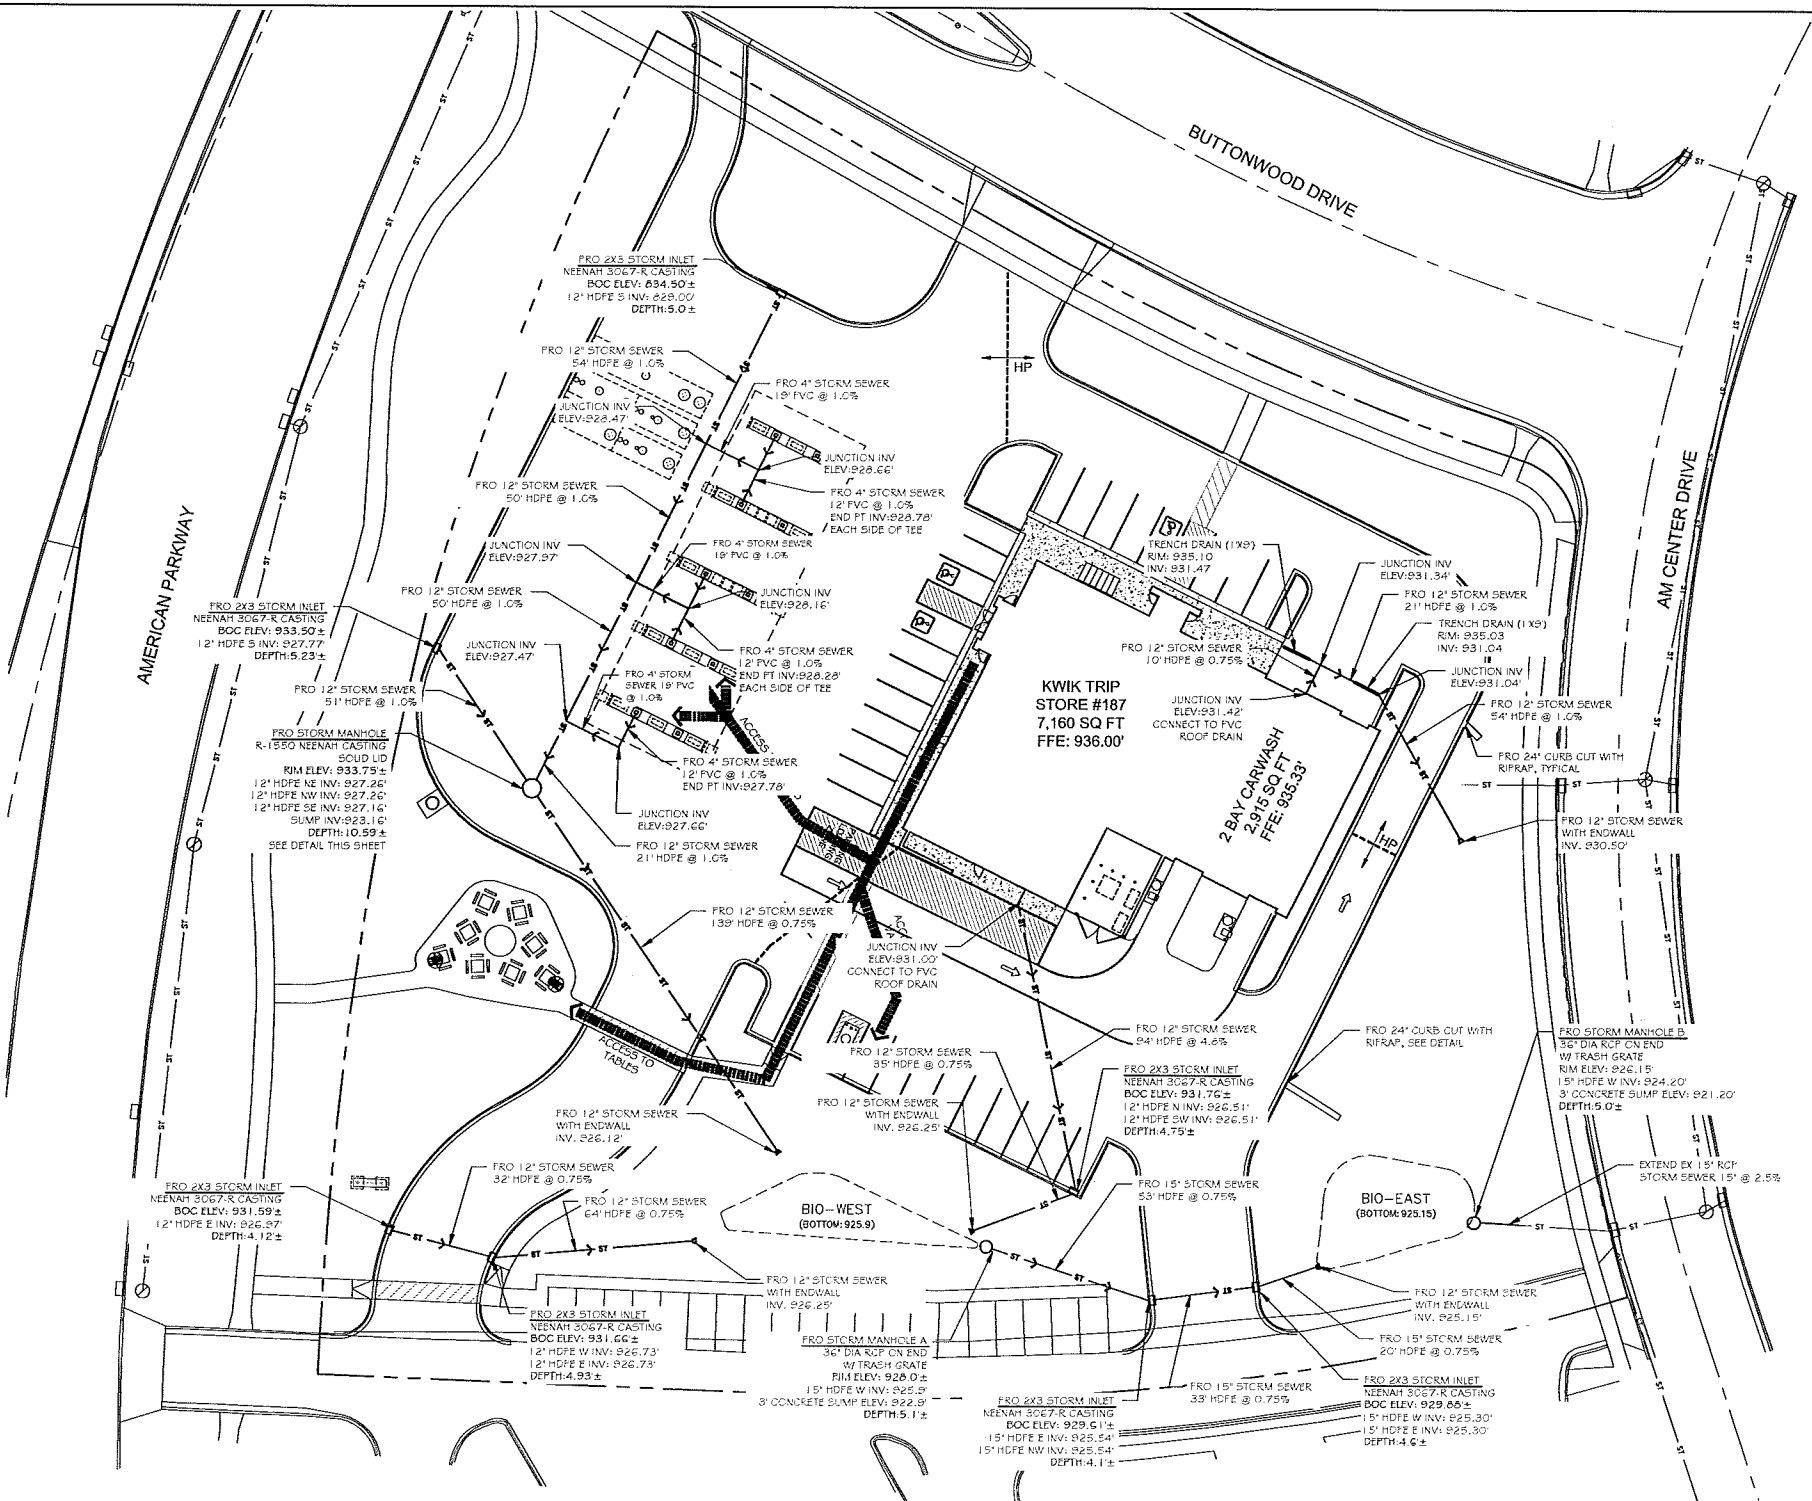 BUTTONWOOD DRIVE
AMERICAN PARKWAY
AM CENTER DRIVE
PRO 2X3 STORM INLET
NEENAH 3067-R CASTING
BOC ELEV: 834.50'±
12" HDPE S INV: 829.00'
DEPTH:5.0±
PRO 12" STORM SEWER
54' HDPE @ 1.0%
PRO 4" STORM SEWER
19' PVC @ 1.0%
JUNCTION INV
ELEV:928.47'
JUNCTION INV
ELEV:928.66'
PRO 12" STORM SEWER
50' HDPE @ 1.0%
PRO 4" STORM SEWER
12' PVC @ 1.0%
END PT INV:928.78'
EACH SIDE OF TEE
JUNCTION INV
ELEV:927.97'
PRO 4" STORM SEWER
19' PVC @ 1.0%
PRO 12" STORM SEWER
50' HDPE @ 1.0%
JUNCTION INV
ELEV:928.16'
PRO 2X3 STORM INLET
NEENAH 3067-R CASTING
BOC ELEV: 933.50'±
12" HDPE S INV: 927.77'
DEPTH:5.23'±
JUNCTION INV
ELEV:927.47'
PRO 4" STORM SEWER
12' PVC @ 1.0%
END PT INV:928.28'
EACH SIDE OF TEE
PRO 4" STORM
SEWER 19' PVC
@ 1.0%
PRO 12" STORM SEWER
51' HDPE @ 1.0%
PRO STORM MANHOLE
R-1550 NEENAH CASTING
SOLID LID
RIM ELEV: 933.75'±
12" HDPE NE INV: 927.26'
12" HDPE NW INV: 927.26'
12" HDPE SE INV: 927.16'
SUMP INV:923.16'
DEPTH:10.59'±
SEE DETAIL THIS SHEET
PRO 4" STORM SEWER
12' PVC @ 1.0%
END PT INV:927.78'
JUNCTION INV
ELEV:927.66'
PRO 12" STORM SEWER
21' HDPE @ 1.0%
HP
TRENCH DRAIN (1X9)
RIM: 935.10
INV: 931.47
JUNCTION INV
ELEV:931.34'
PRO 12" STORM SEWER
21' HDPE @ 1.0%
TRENCH DRAIN (1X9)
RIM: 935.03
INV: 931.04
PRO 12" STORM SEWER
10' HDPE @ 0.75%
JUNCTION INV
ELEV:931.04'
JUNCTION INV
ELEV:931.42'
CONNECT TO PVC
ROOF DRAIN
PRO 12" STORM SEWER
54' HDPE @ 1.0%
KWIK TRIP
STORE #187
7,160 SQ FT
FFE: 936.00'
2 BAY CARWASH
2,915 SQ FT
FFE: 935.33'
PRO 24" CURB CUT WITH
RIPRAP, TYPICAL
PRO 12" STORM SEWER
WITH ENDWALL
INV. 930.50'
HP
PRO 12" STORM SEWER
139' HDPE @ 0.75%
JUNCTION INV
ELEV:931.00'
CONNECT TO PVC
ROOF DRAIN
PRO 12" STORM SEWER
94' HDPE @ 4.8%
PRO 24" CURB CUT WITH
RIPRAP, SEE DETAIL
ACCESS TO
TABLES
PRO 12" STORM SEWER
35' HDPE @ 0.75%
PRO 2X3 STORM INLET
NEENAH 3067-R CASTING
BOC ELEV: 931.76'±
12" HDPE N INV: 926.51'
12" HDPE SW INV: 926.51'
DEPTH:4.75'±
PRO STORM MANHOLE B
36" DIA RCP ON END
W/ TRASH GRATE
RIM ELEV: 926.15'
15" HDPE W INV: 924.20'
3' CONCRETE SUMP ELEV: 921.20'
DEPTH:5.0'±
PRO 12" STORM SEWER
WITH ENDWALL
INV. 926.25'
PRO 12" STORM SEWER
WITH ENDWALL
INV. 926.12'
PRO 12" STORM SEWER
32' HDPE @ 0.75%
PRO 12" STORM SEWER
64' HDPE @ 0.75%
PRO 2X3 STORM INLET
NEENAH 3067-R CASTING
BOC ELEV: 931.59'±
12" HDPE E INV: 926.97'
DEPTH:4.12'±
BIO-WEST
(BOTTOM: 925.9)
PRO 15" STORM SEWER
53' HDPE @ 0.75%
BIO-EAST
(BOTTOM: 925.15)
EXTEND EX 15" RCP
STORM SEWER 15' @ 2.5%
PRO 12" STORM SEWER
WITH ENDWALL
INV. 926.25'
PRO 2X3 STORM INLET
NEENAH 3067-R CASTING
BOC ELEV: 931.66'±
12" HDPE W INV: 926.73'
12" HDPE E INV: 926.73'
DEPTH:4.93'±
PRO STORM MANHOLE A
36" DIA RCP ON END
W/ TRASH GRATE
RIM ELEV: 928.0'±
15" HDPE W INV: 925.9'
3' CONCRETE SUMP ELEV: 922.9'
DEPTH:5.1'±
PRO 12" STORM SEWER
WITH ENDWALL
INV. 925.15'
PRO 15" STORM SEWER
20' HDPE @ 0.75%
PRO 15" STORM SEWER
33' HDPE @ 0.75%
PRO 2X3 STORM INLET
NEENAH 3067-R CASTING
BOC ELEV: 929.61'±
15" HDPE E INV: 925.54'
15" HDPE NW INV: 925.54'
DEPTH:4.1'±
PRO 2X3 STORM INLET
NEENAH 3067-R CASTING
BOC ELEV: 929.88'±
15" HDPE W INV: 925.30'
15" HDPE E INV: 925.30'
DEPTH:4.6'±